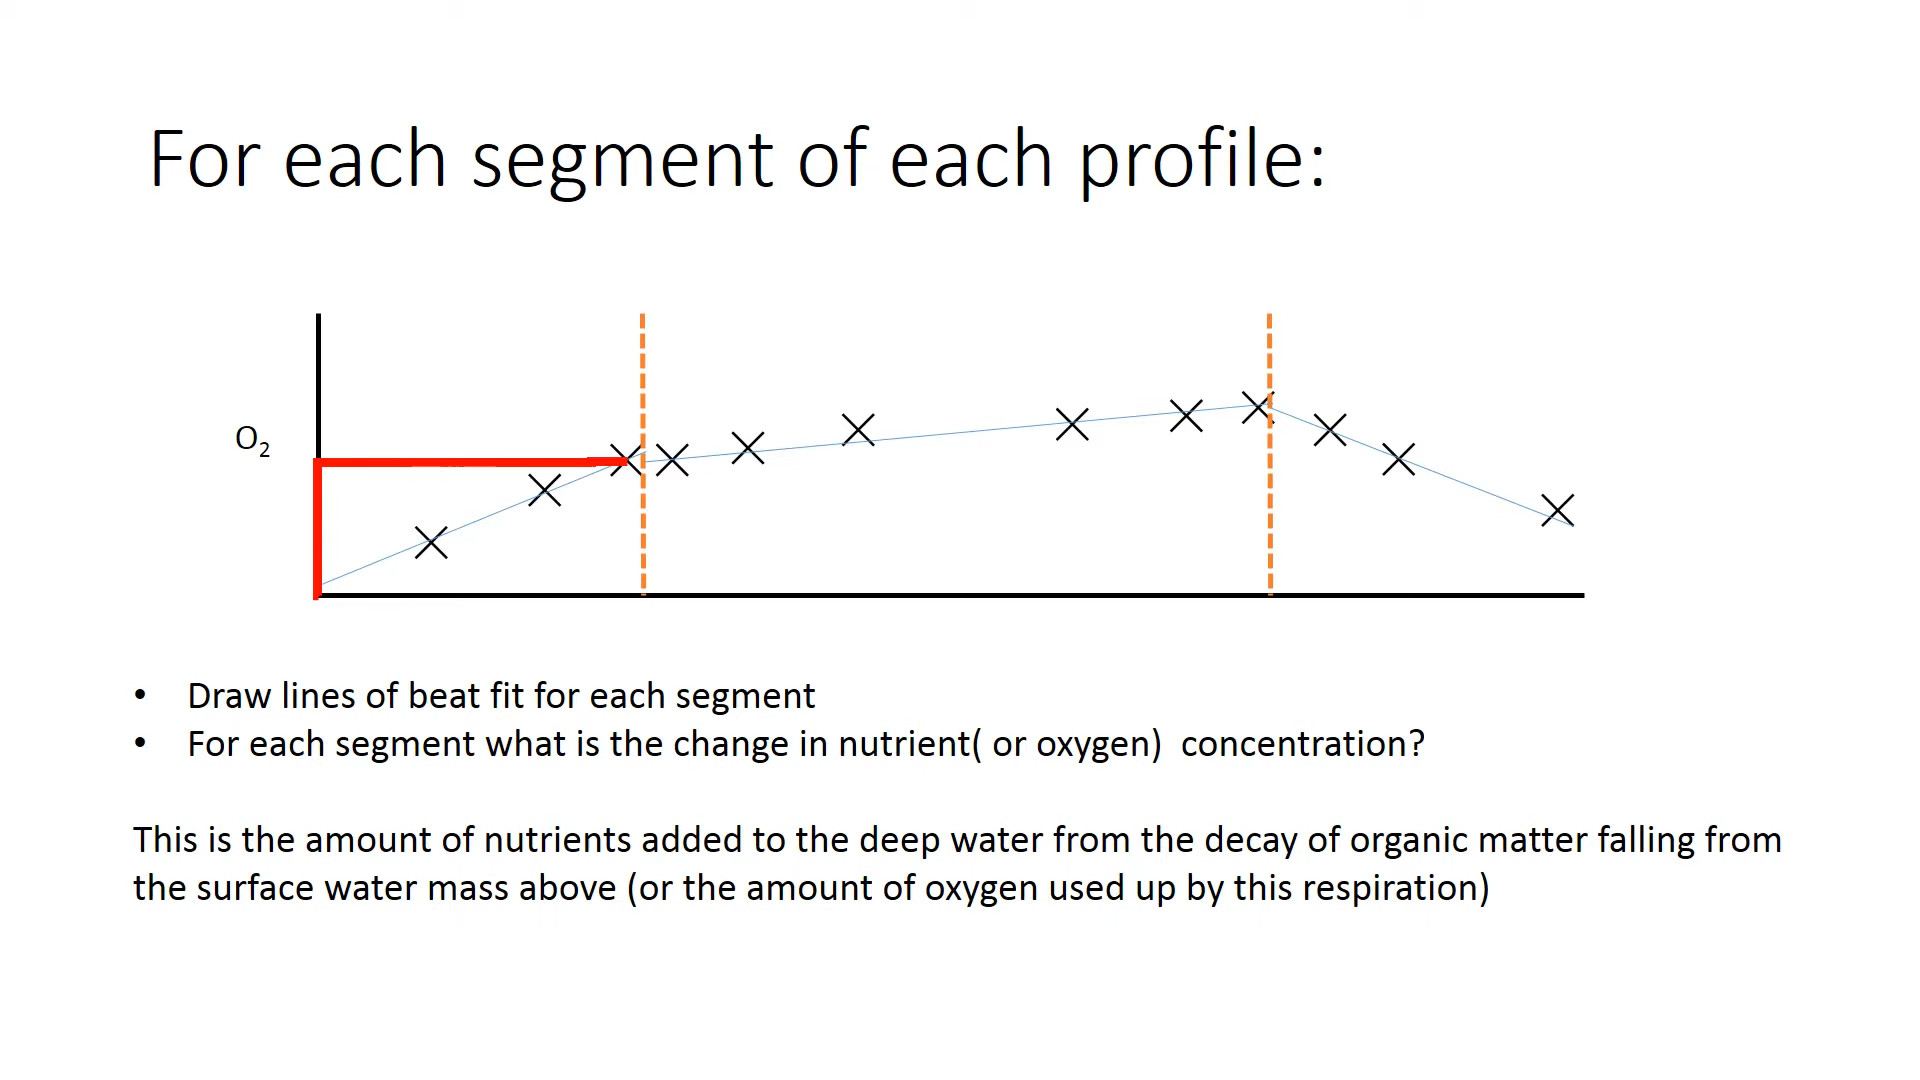 For each segment of each profile:
O₂
• Draw lines of beat fit for each segment
• For each segment what is the change in nutrient( or oxygen)  concentration?
This is the amount of nutrients added to the deep water from the decay of organic matter falling from
the surface water mass above (or the amount of oxygen used up by this respiration)